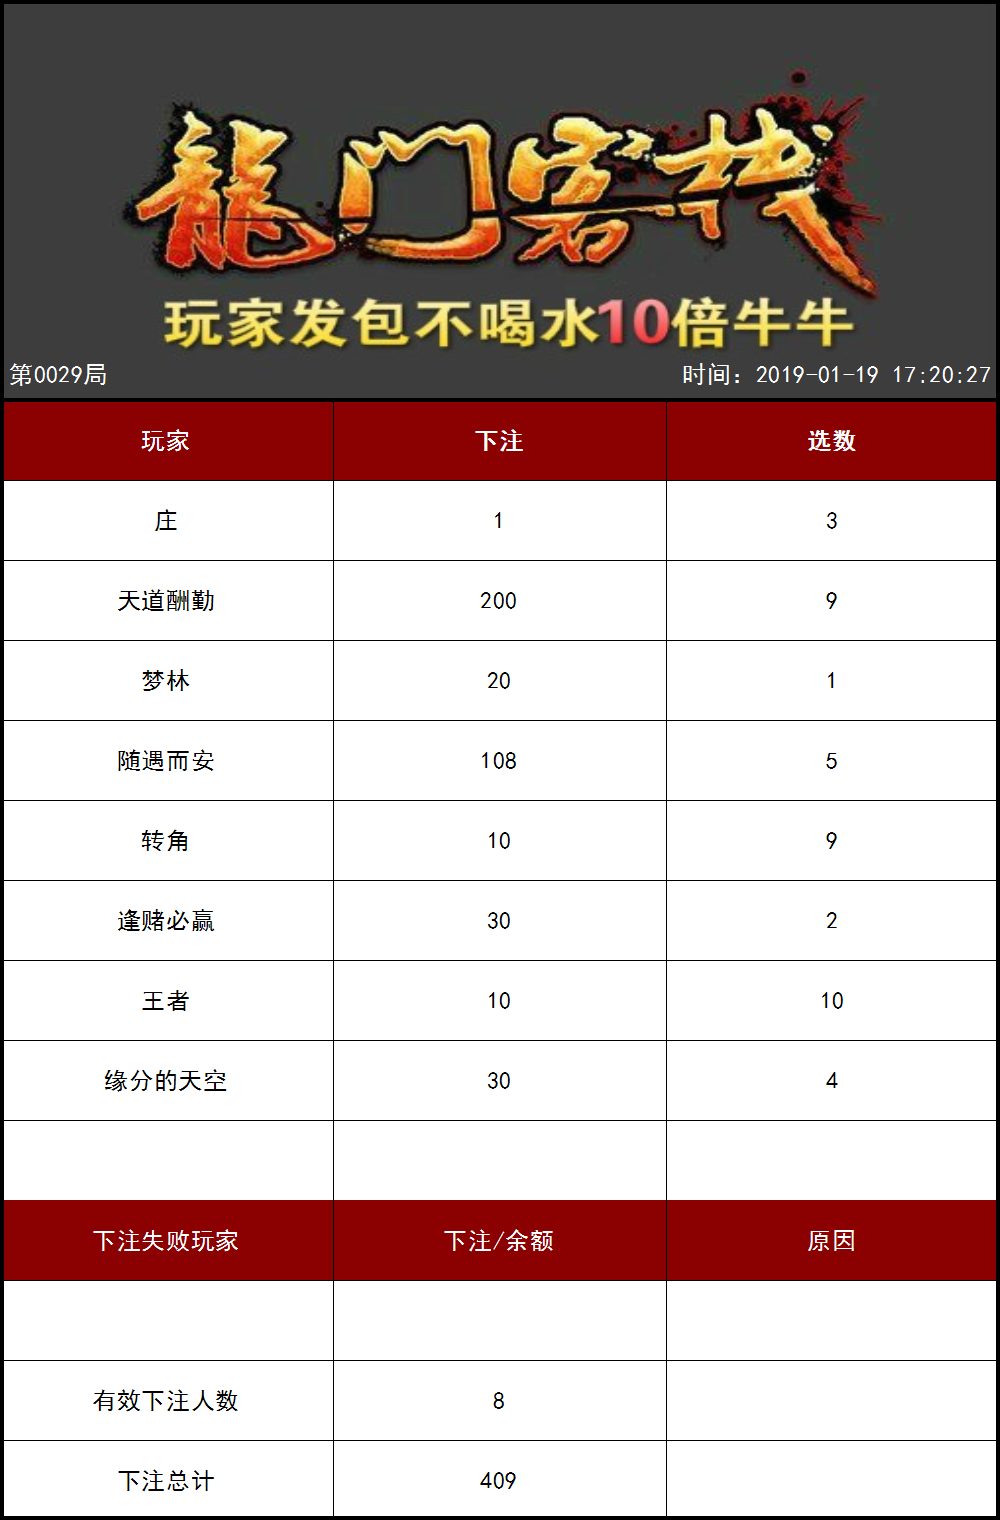 龍门客栈
玩家发包不喝水10倍牛牛
第0029局 时间：2019-01-19 17:20:27
玩家 下注 选数
庄 1 3
天道酬勤 200 9
梦林 20 1
随遇而安 108 5
转角 10 9
逢赌必赢 30 2
王者 10 10
缘分的天空 30 4
下注失败玩家 下注/余额 原因
有效下注人数 8
下注总计 409